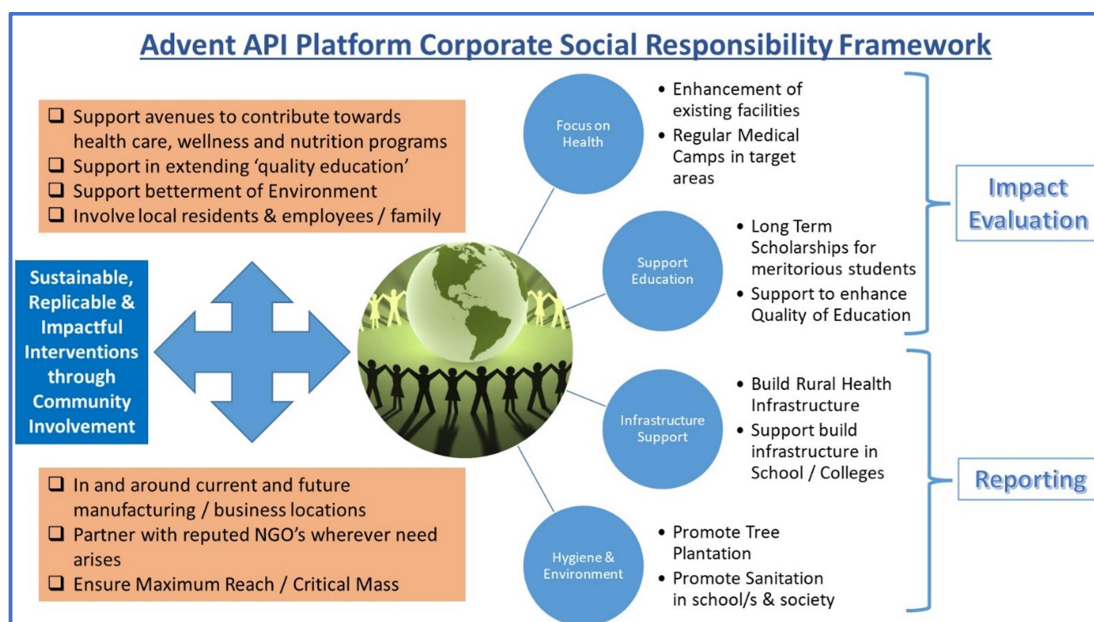 Advent API Platform Corporate Social Responsibility Framework
❑ Support avenues to contribute towards
health care, wellness and nutrition programs
❑ Support in extending ‘quality education’
❑ Support betterment of Environment
❑ Involve local residents & employees / family
Sustainable,
Replicable &
Impactful
Interventions
through
Community
Involvement
❑ In and around current and future
manufacturing / business locations
❑ Partner with reputed NGO’s wherever need
arises
❑ Ensure Maximum Reach / Critical Mass
Focus on
Health
• Enhancement of
existing facilities
• Regular Medical
Camps in target
areas
Support
Education
• Long Term
Scholarships for
meritorious students
• Support to enhance
Quality of Education
Infrastructure
Support
• Build Rural Health
Infrastructure
• Support build
infrastructure in
School / Colleges
Hygiene &
Environment
• Promote Tree
Plantation
• Promote Sanitation
in school/s & society
Impact
Evaluation
Reporting